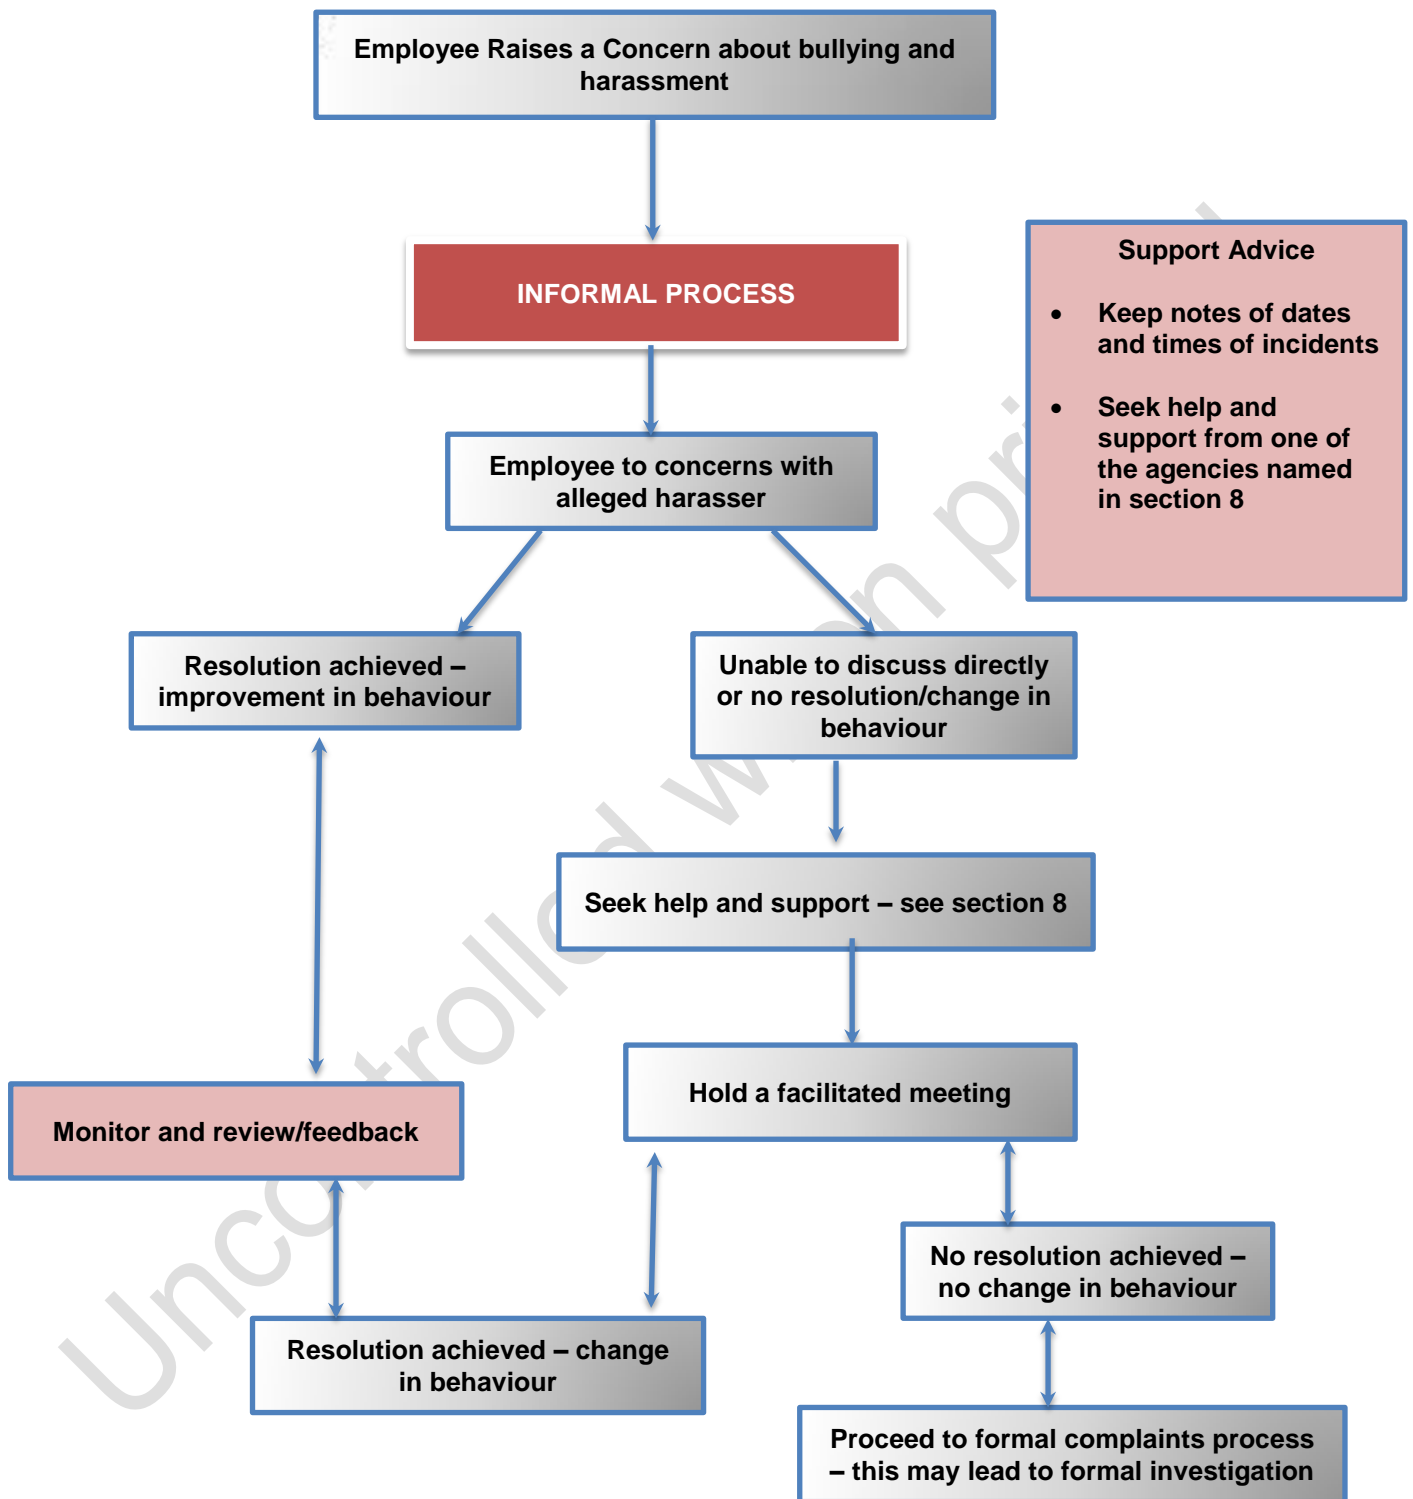 Employee Raises a Concern about bullying and
harassment
INFORMAL PROCESS
Support Advice
• Keep notes of dates
and times of incidents
• Seek help and
support from one of
the agencies named
in section 8
Employee to concerns with
alleged harasser
Resolution achieved –
improvement in behaviour
Unable to discuss directly
or no resolution/change in
behaviour
Seek help and support – see section 8
Hold a facilitated meeting
Monitor and review/feedback
No resolution achieved –
no change in behaviour
Resolution achieved – change
in behaviour
Proceed to formal complaints process
– this may lead to formal investigation
Uncontrolled when